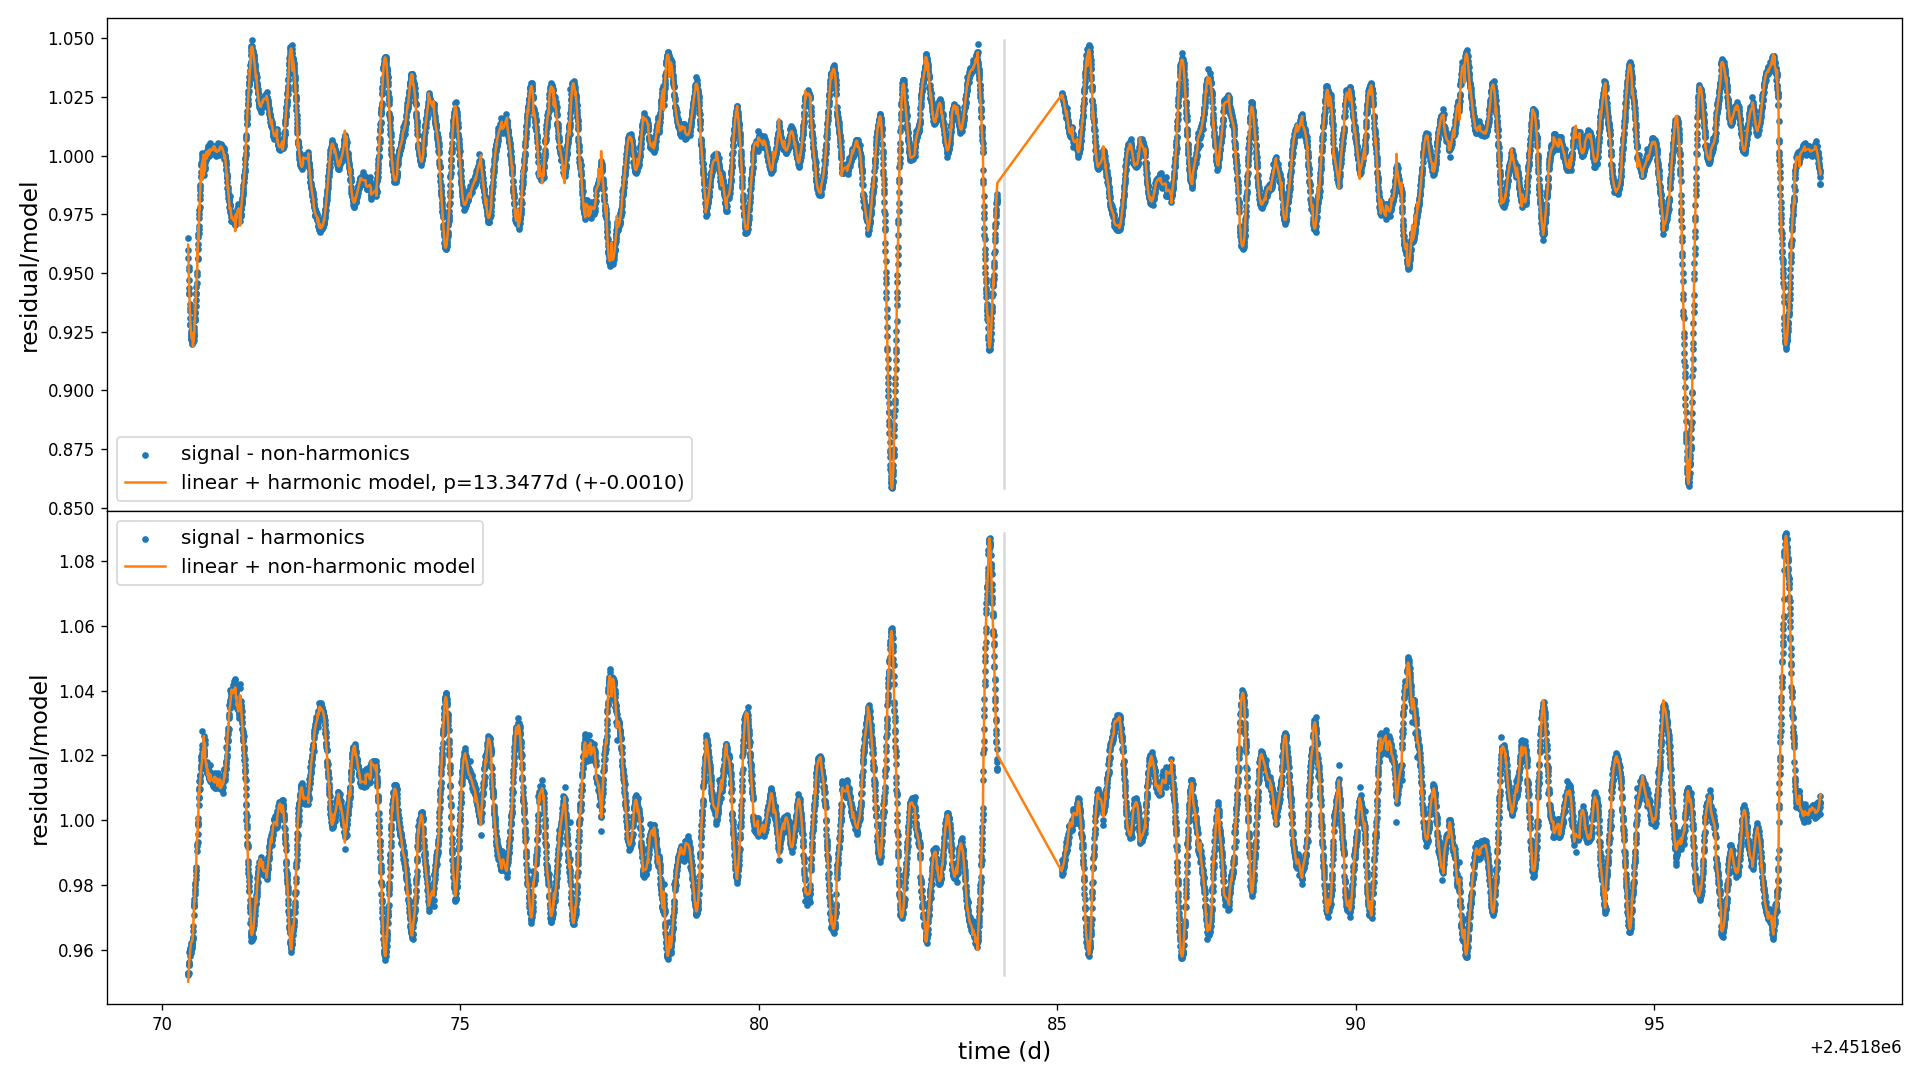 1.050
1.025
1.000
0.975
0.950
0.925
0.900
0.875
0.850
residual/model
signal - non-harmonics
linear + harmonic model, p=13.3477d (+-0.0010)
signal - harmonics
linear + non-harmonic model
1.08
1.06
1.04
1.02
1.00
0.98
0.96
residual/model
70 75 80 85 90 95
time (d)
+2.4518e6